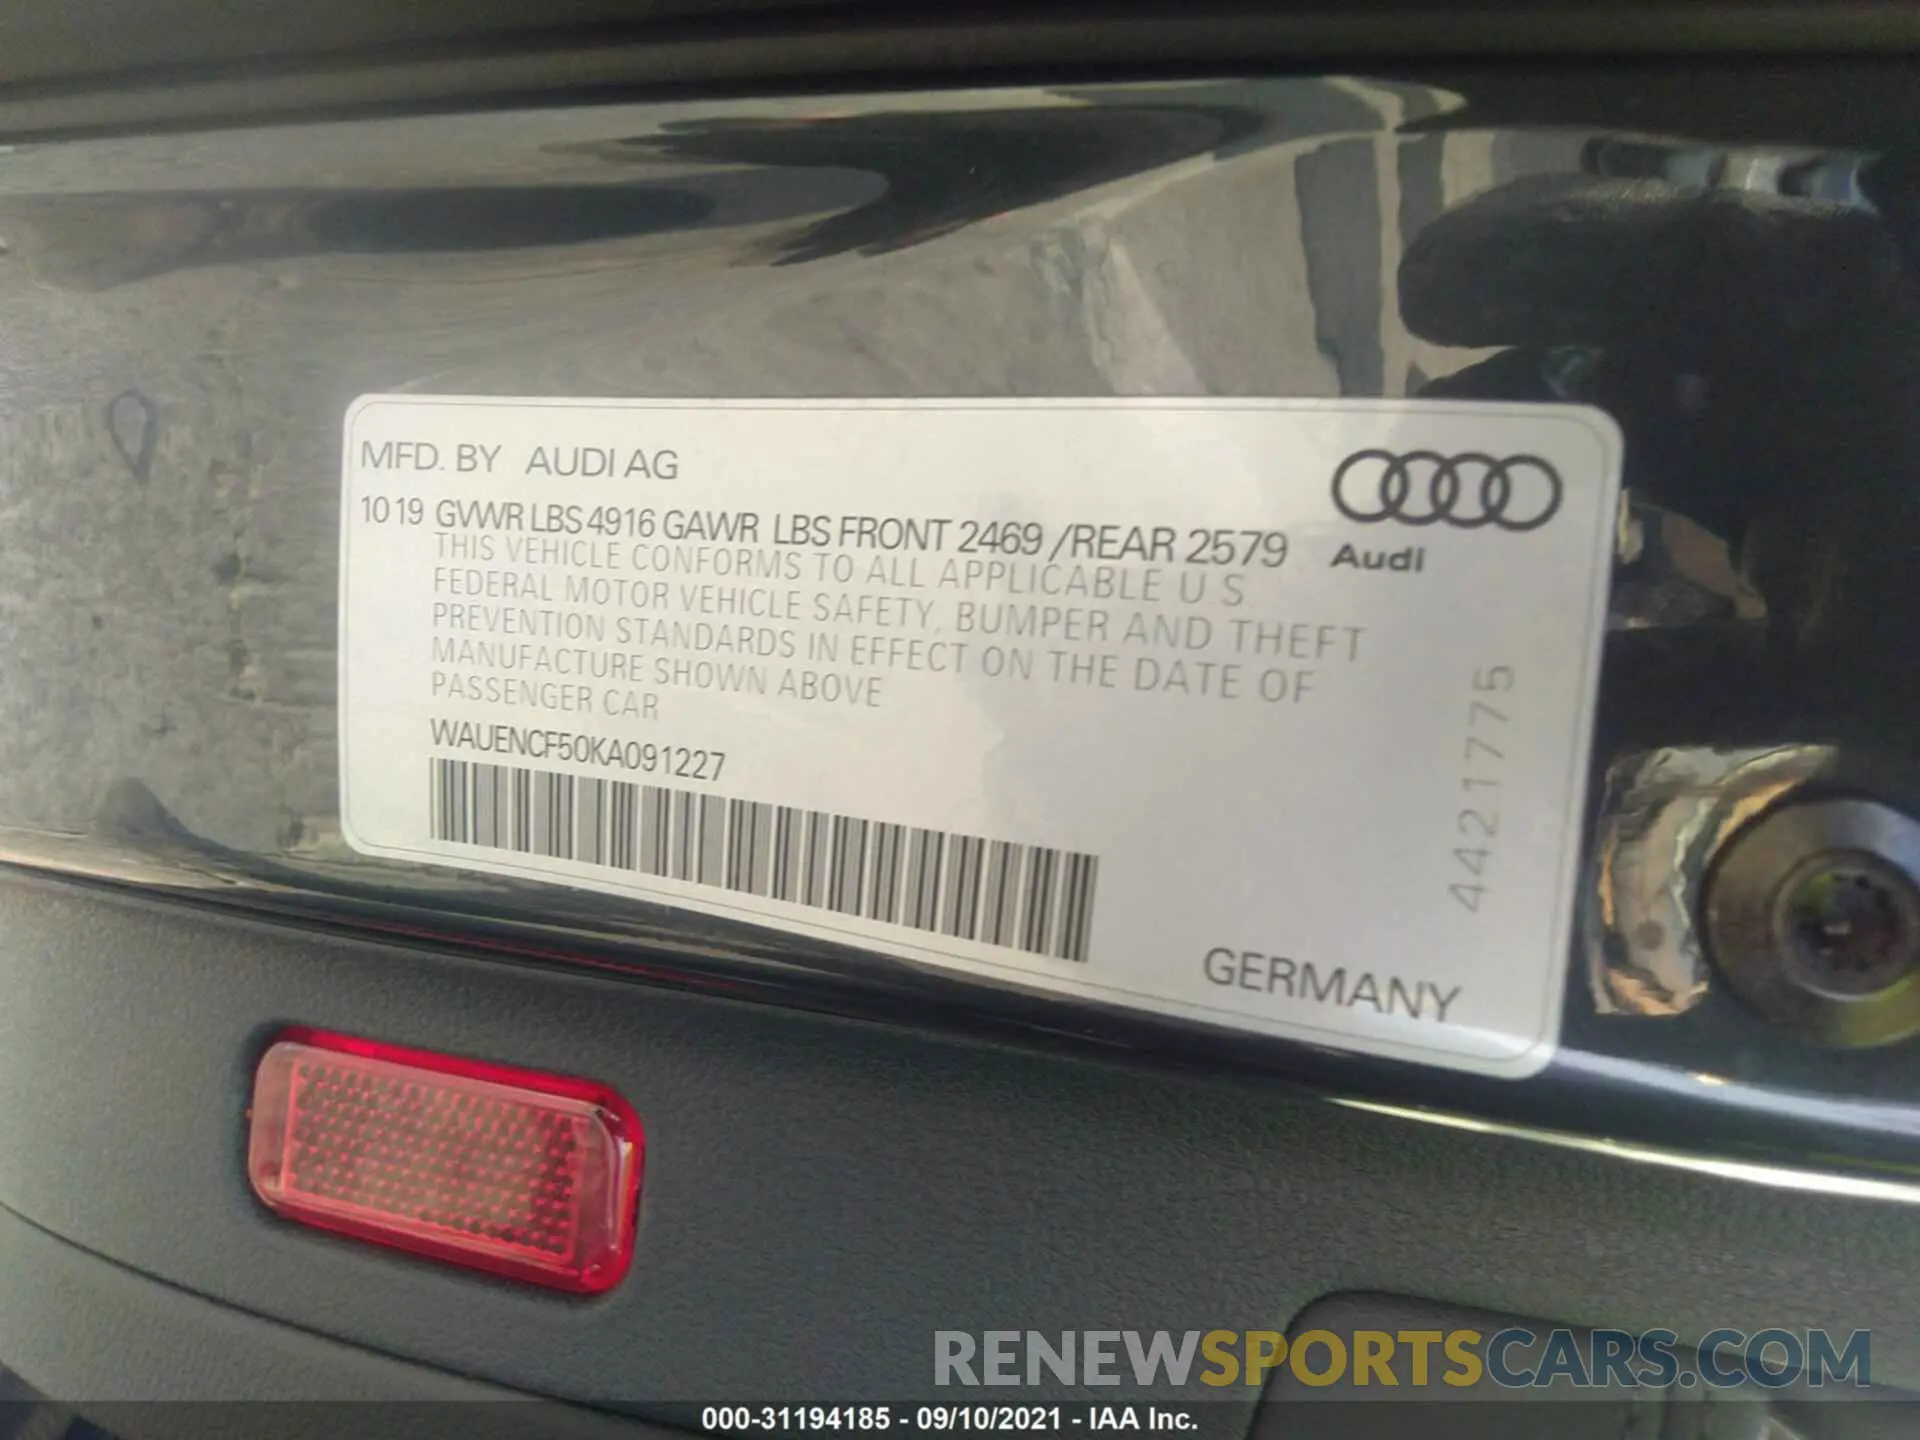 MFD. BY AUDI AG
10 19 GVWR LBS 4916 GAWR LBS FRONT 2469 /REAR 2579
THIS VEHICLE CONFORMS TO ALL APPLICABLE U S
FEDERAL MOTOR VEHICLE SAFETY, BUMPER AND THEFT
PREVENTION STANDARDS IN EFFECT ON THE DATE OF
MANUFACTURE SHOWN ABOVE
PASSENGER CAR
WAUENCF50KA091227
Audi
4421775
GERMANY
RENEWSPORTSCARS.COM
000-31194185 - 09/10/2021 - IAA Inc.